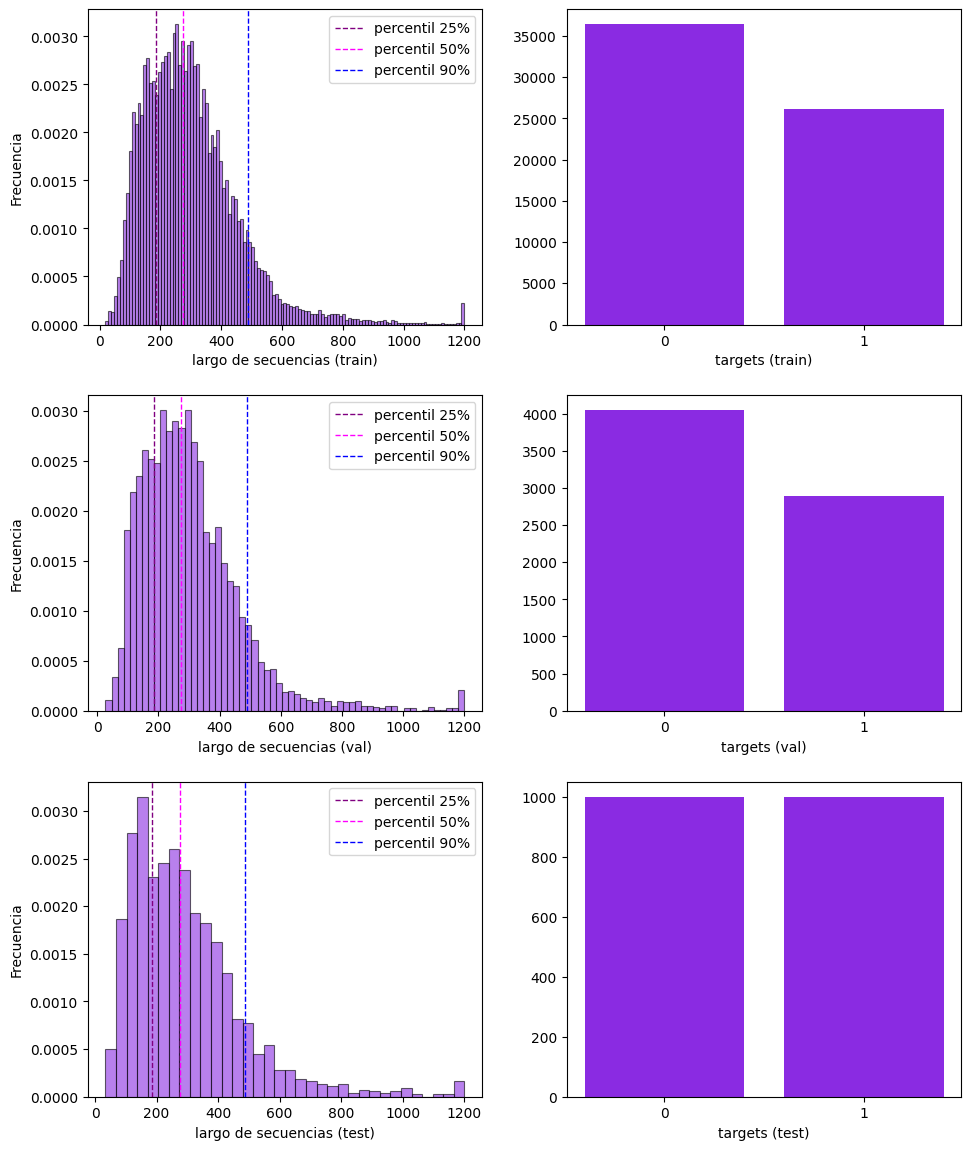 0.0030
0.0025
0.0020
0.0015
0.0010
0.0005
0.0000
Frecuencia
percentil 25%
percentil 50%
percentil 90%
0 200 400 600 800 1000 1200
largo de secuencias (train)
35000
30000
25000
20000
15000
10000
5000
0
0 1
targets (train)
0.0030
0.0025
0.0020
0.0015
0.0010
0.0005
0.0000
Frecuencia
percentil 25%
percentil 50%
percentil 90%
0 200 400 600 800 1000 1200
largo de secuencias (val)
4000
3500
3000
2500
2000
1500
1000
500
0
0 1
targets (val)
0.0030
0.0025
0.0020
0.0015
0.0010
0.0005
0.0000
Frecuencia
percentil 25%
percentil 50%
percentil 90%
0 200 400 600 800 1000 1200
largo de secuencias (test)
1000
800
600
400
200
0
0 1
targets (test)